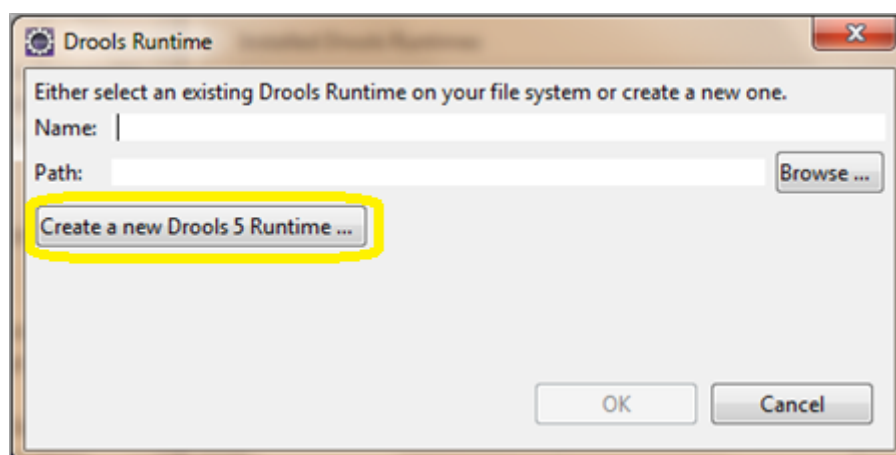 Drools Runtime
Either select an existing Drools Runtime on your file system or create a new one.
Name:
Path:
Browse ...
Create a new Drools 5 Runtime ...
OK
Cancel